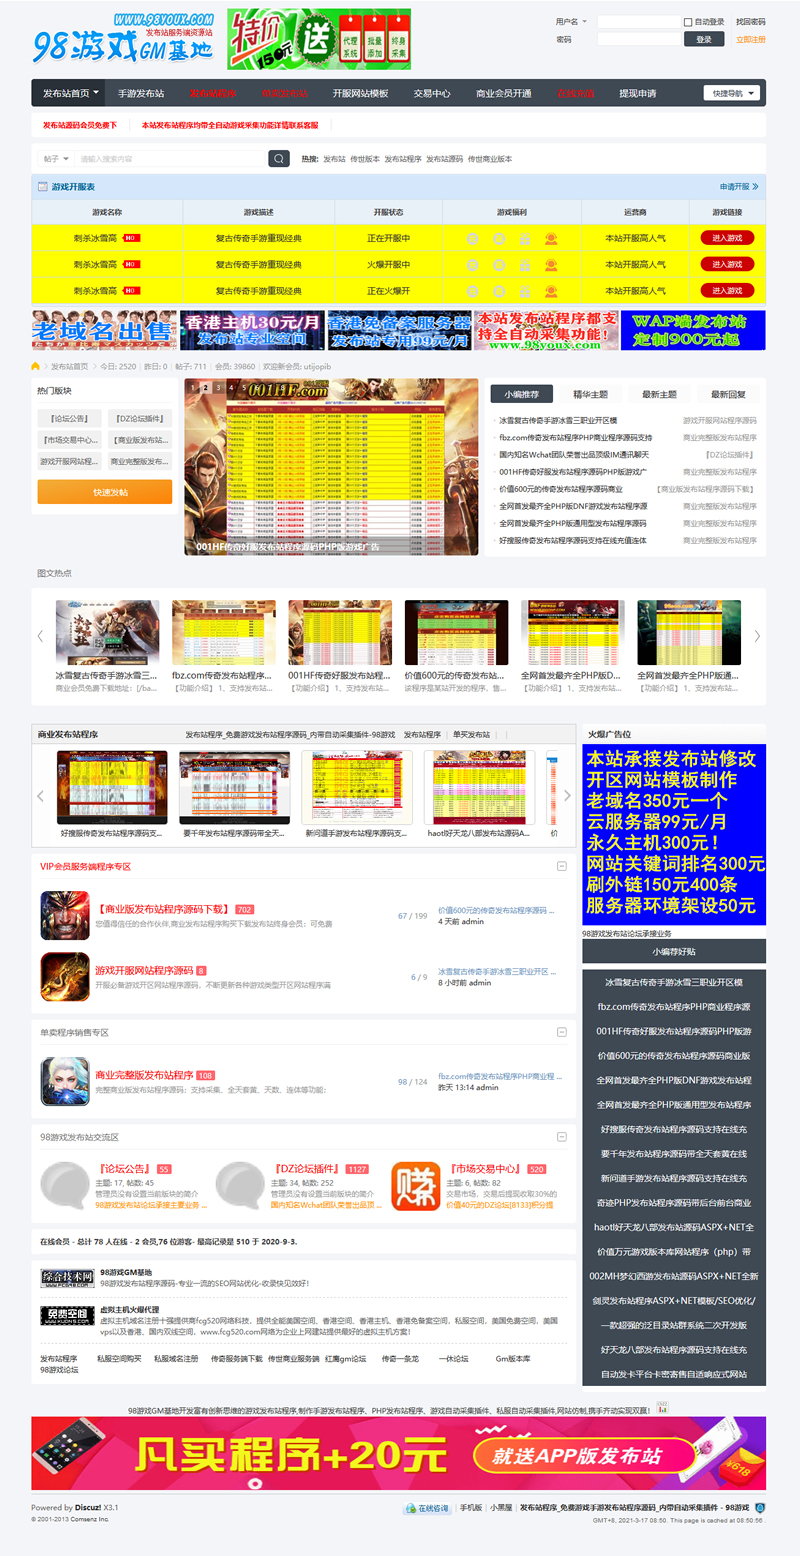 www.98youx.com
发布站服务端资源站
98游戏GM基地
特价 150元 送 代理系统 批量添加 终身采集
用户名 自动登录 找回密码
密码 登录 立即注册
发布站首页 手游发布站 开服网站模板 交易中心 商业会员开通 在线充值 提现申请 快捷导航
发布站源码会员免费下 本站发布站程序均带全自动游戏采集功能详情联系客服
帖子 请输入搜索内容 热搜: 发布站 传世版本 发布站程序 发布站源码 传世商业版本
游戏开服表 申请开服
游戏名称 游戏描述 开服状态 游戏福利 运营商 游戏链接
刺杀冰雪高 复古传奇手游重现经典 正在开服中 本站开服高人气 进入游戏
刺杀冰雪高 复古传奇手游重现经典 火爆开服中 本站开服高人气 进入游戏
刺杀冰雪高 复古传奇手游重现经典 正在火爆开 本站开服高人气 进入游戏
老域名出售 香港主机30元/月 发布站专业空间 香港免备案服务器 发布站专用99元/月 本站发布站程序都支持全自动采集功能! www.98youx.com WAP端发布站 定制900元起
发布站首页 今日: 2520 昨日: 0 帖子: 711 会员: 39860 欢迎新会员: utijopib
热门版块
『论坛公告』 『DZ论坛插件』
【市场交易中心... 【商业版发布站...
游戏开服网站程... 商业完整版发布...
快速发帖
1 2 3 4 5
001HF传奇好服发布站程序源码PHP版游戏广告
小编推荐 精华主题 最新主题 最新回复
冰雪复古传奇手游冰雪三职业开区模 游戏开服网站程序源码
fbz.com传奇发布站程序PHP商业程序源码支持 商业完整版发布站程序
国内知名Wchat团队荣誉出品顶级IM通讯聊天 『DZ论坛插件』
001HF传奇好服发布站程序源码PHP版游戏广 商业完整版发布站程序
价值600元的传奇发布站程序源码商业 【商业版发布站程序源码下载】
全网首发最齐全PHP版DNF游戏发布站程序源 商业完整版发布站程序
全网首发最齐全PHP版通用型发布站程序源码 商业完整版发布站程序
好搜服传奇发布站程序源码支持在线充值连体 商业完整版发布站程序
图文热点
冰雪复古传奇手游冰雪三... fbz.com传奇发布站程序... 001HF传奇好服发布站程... 价值600元的传奇发布站... 全网首发最齐全PHP版D... 全网首发最齐全PHP版通...
商业会员免费下载地址：[/ba... 【功能介绍】 1、支持发布站... 【功能介绍】 1、支持发布站... 该程序是某站开发的程序，售... 【功能介绍】 1、支持发布站... 【功能介绍】 1、支持发布站...
商业发布站程序 发布站程序_免费游戏发布站程序源码_内带自动采集插件-98游戏 发布站程序 单买发布站
好搜服传奇发布站程序源码支... 要千年发布站程序源码带全天... 新问道手游发布站程序源码支... haotl好天龙八部发布站源码A... 价
VIP会员服务端程序专区
【商业版发布站程序源码下载】 702
您值得信任的合作伙伴,商业发布站程序购买下载发布站终身会员：可免费
67 / 199
价值600元的传奇发布站程序源码 ...
4 天前 admin
游戏开服网站程序源码 8
开服必备游戏开区网站程序源码，不断更新各种游戏类型开区网站程序满
6 / 9
冰雪复古传奇手游冰雪三职业开区 ...
8 小时前 admin
单卖程序销售专区
商业完整版发布站程序 108
完整商业版发布站程序源码：支持采集、全天套黄、天数、连体等功能:
98 / 124
fbz.com传奇发布站程序PHP商业程 ...
昨天 13:14 admin
98游戏发布站交流区
『论坛公告』 55
主题: 17, 帖数: 45
管理员没有设置当前版块的简介
98游戏发布站论坛承接主要业务 ...
『DZ论坛插件』 1127
主题: 34, 帖数: 252
管理员没有设置当前版块的简介
国内知名Wchat团队荣誉出品顶 ...
赚
『市场交易中心』 520
主题: 6, 帖数: 82
交易市场、交易后提现收取30%的
价值40元的DZ论坛[8133]积分提
在线会员 - 总计 78 人在线 - 2 会员,76 位游客- 最高记录是 510 于 2020-9-3.
综合技术网
98游戏GM基地
98游戏发布站程序源码-专业一流的SEO网站优化-收录快见效好!
免费空间
虚拟主机火爆代理
虚拟主机域名注册十强提供商fcg520网络科技，提供全能美国空间、香港空间、香港主机、香港免备案空间，私服空间，美国免费空间、美国
vps以及香港、国内双线空间，www.fcg520.com网络为企业上网建站提供最好的虚拟主机方案!
发布站程序 私服空间购买 私服域名注册 传奇服务端下载 传世商业服务端 红鹰gm论坛 传奇一条龙 一休论坛 Gm版本库
98游戏论坛
火爆广告位
本站承接发布站修改
开区网站模板制作
老域名350元一个
云服务器99元/月
永久主机300元!
网站关键词排名300元
刷外链150元400条
服务器环境架设50元
98游戏发布站论坛承接业务
小编荐好贴
冰雪复古传奇手游冰雪三职业开区模
fbz.com传奇发布站程序PHP商业程序源
001HF传奇好服发布站程序源码PHP版游
价值600元的传奇发布站程序源码商业版
全网首发最齐全PHP版DNF游戏发布站程
全网首发最齐全PHP版通用型发布站程序
好搜服传奇发布站程序源码支持在线充
要千年发布站程序源码带全天套黄在线
新问道手游发布站程序源码支持在线充
奇迹PHP发布站程序源码带后台前台商业
haotl好天龙八部发布站源码ASPX+NET全
价值万元游戏版本库网站程序（php）带
002MH梦幻西游发布站源码ASPX+NET全新
剑灵发布站程序ASPX+NET模板/SEO优化/
一款超强的泛目录站群系统二次开发版
好天龙八部发布站程序源码支持在线充
自动发卡平台卡密寄售自适响应式网站
98游戏GM基地开发富有创新思维的游戏发布站程序,制作手游发布站程序、PHP发布站程序、游戏自动采集插件、私服自动采集插件,网站仿制,携手齐动实现双赢!
凡买程序+20元 就送APP版发布站 ¥618
Powered by Discuz! X3.1
© 2001-2013 Comsenz Inc.
在线咨询 手机版 小黑屋 发布站程序_免费游戏手游发布站程序源码_内带自动采集插件 - 98游戏
GMT+8, 2021-3-17 08:50. This page is cached at 08:50:56 .